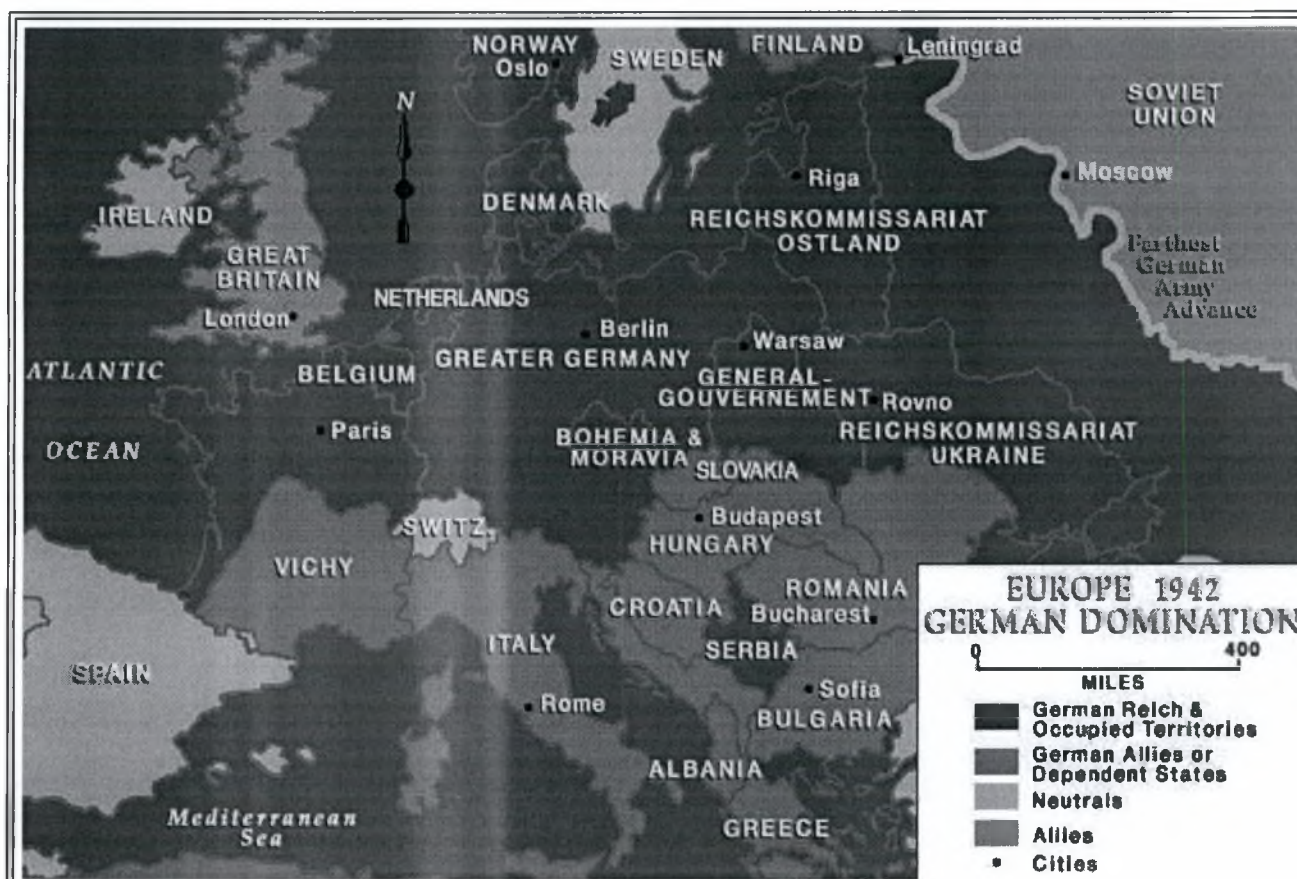 NORWAY
Oslo
SWEDEN
FINLAND
Leningrad
N
SOVIET
UNION
Moscow
Riga
IRELAND
DENMARK
REICHSKOMMISSARIAT
OSTLAND
GREAT
BRITAIN
Farthest
German
Army
Advance
NETHERLANDS
London
Berlin
GREATER GERMANY
Warsaw
ATLANTIC
OCEAN
BELGIUM
GENERAL-
GOUVERNEMENT
Rovno
Paris
BOHEMIA &
MORAVIA
REICHSKOMMISSARIAT
UKRAINE
SLOVAKIA
SWITZ.
Budapest
HUNGARY
VICHY
ROMANIA
Bucharest
CROATIA
ITALY
SERBIA
SPAIN
Rome
Sofia
BULGARIA
ALBANIA
Mediterranean
Sea
GREECE
EUROPE 1942
GERMAN DOMINATION
0 400
MILES
German Reich &
Occupied Territories
German Allies or
Dependent States
Neutrals
Allies
Cities